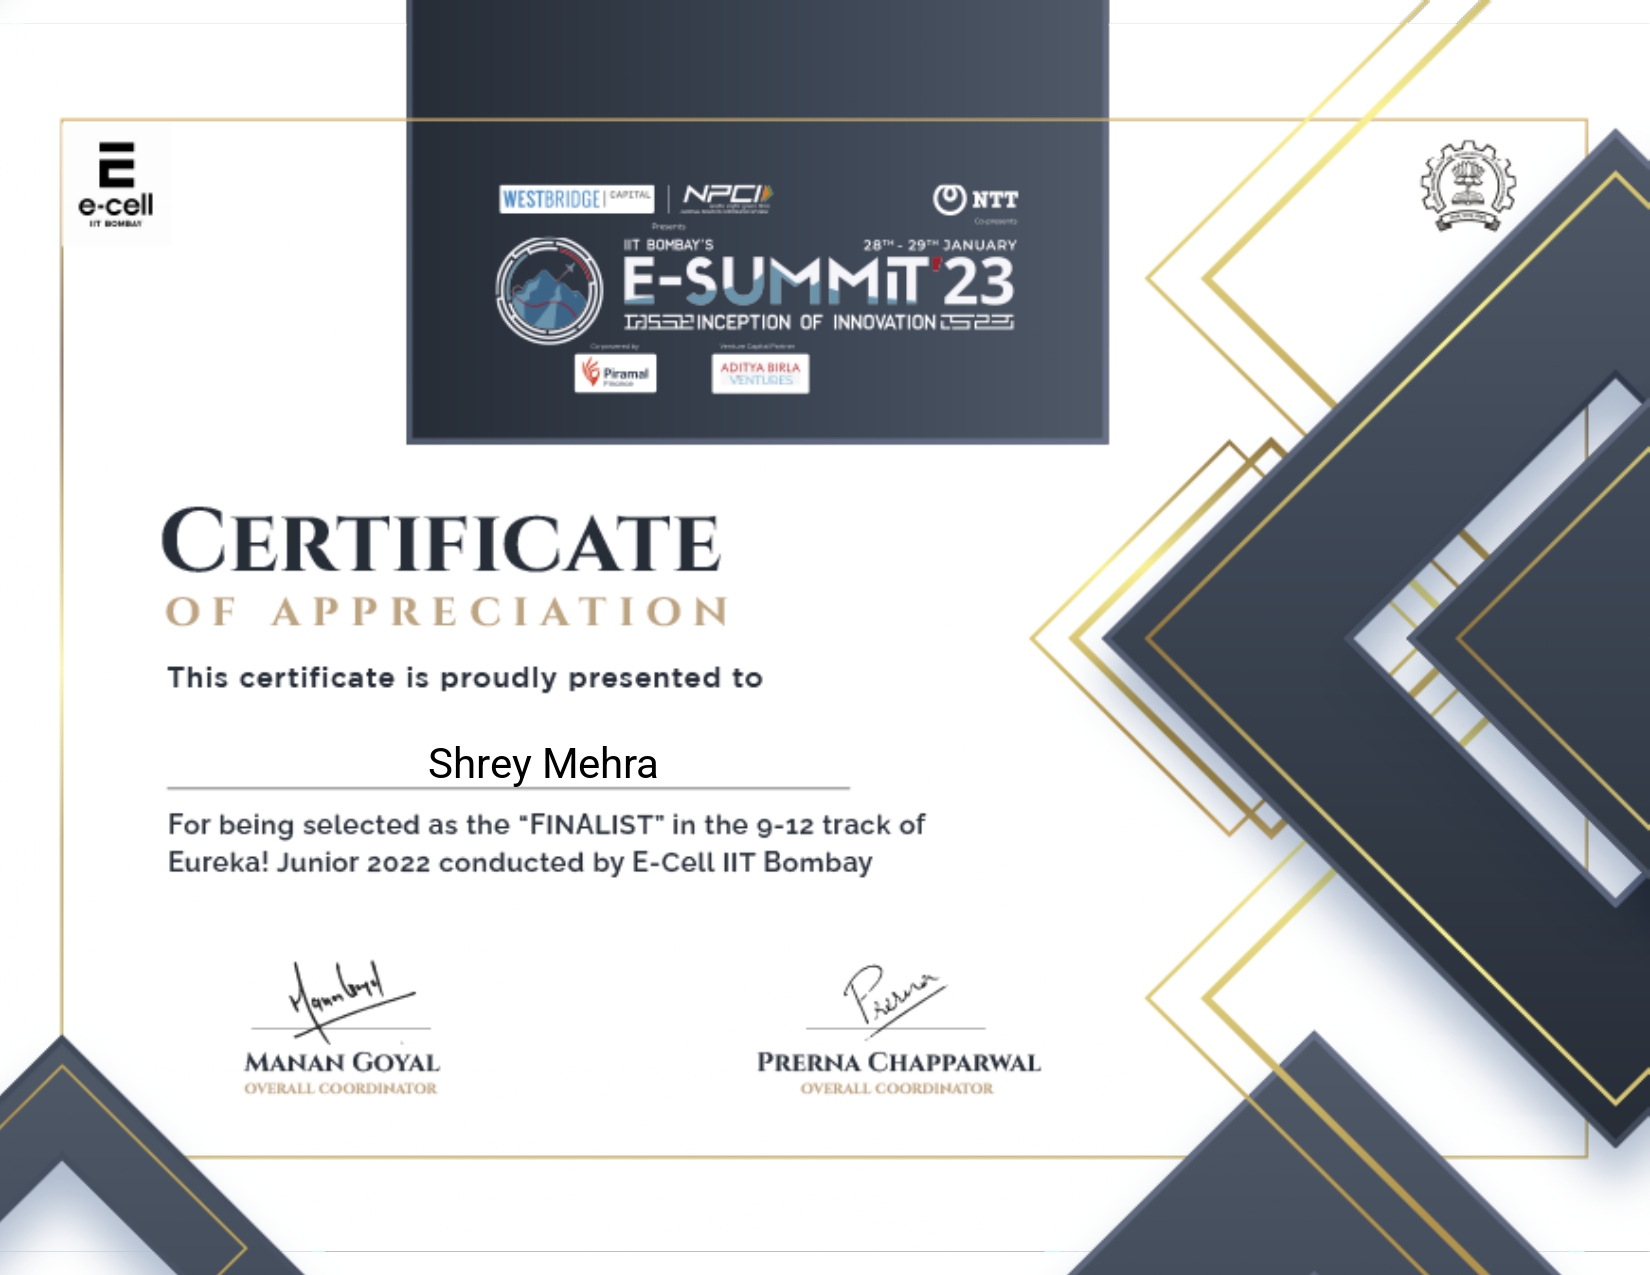 e-cell
IIT BOMBAY
WESTBRIDGE | CAPITAL
NPCI
Presents
NTT
Co-presents
IIT BOMBAY'S
28TH - 29TH JANUARY
E-SUMMIT'23
INCEPTION OF INNOVATION
Co-powered by
Venture Capital Partner
Piramal
Finance
ADITYA BIRLA
VENTURES
CERTIFICATE
OF APPRECIATION
This certificate is proudly presented to
Shrey Mehra
For being selected as the “FINALIST” in the 9-12 track of
Eureka! Junior 2022 conducted by E-Cell IIT Bombay
Manan Goyal
Prerna
MANAN GOYAL
PRERNA CHAPPARWAL
OVERALL COORDINATOR
OVERALL COORDINATOR